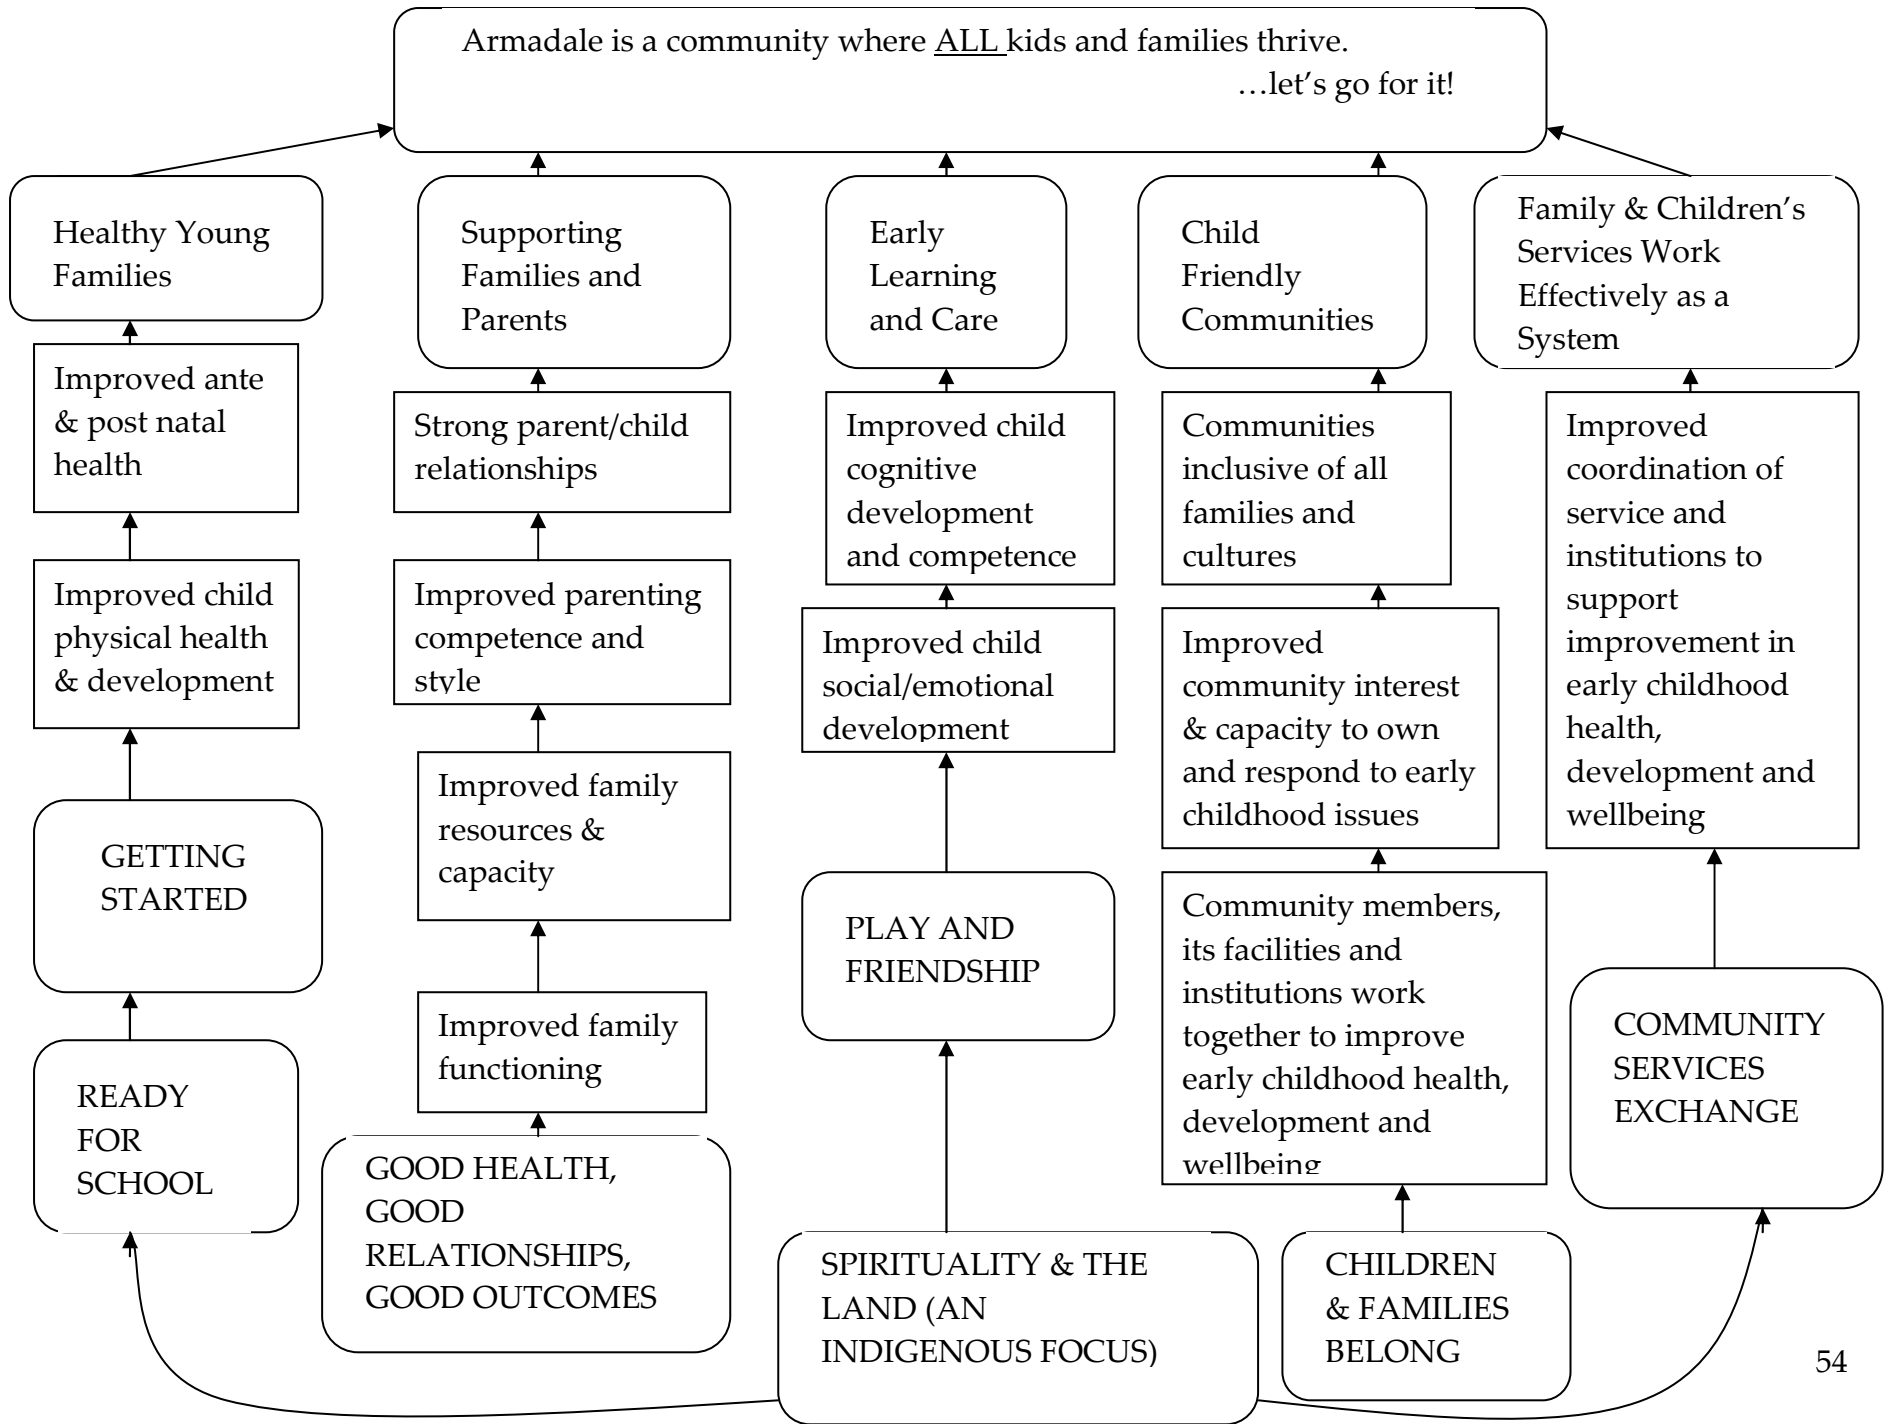 Armadale is a community where ALL kids and families thrive.
…let's go for it!
Healthy Young
Families
Improved ante
& post natal
health
Improved child
physical health
& development
GETTING
STARTED
READY
FOR
SCHOOL
Supporting
Families and
Parents
Strong parent/child
relationships
Improved parenting
competence and
style
Improved family
resources &
capacity
Improved family
functioning
GOOD HEALTH,
GOOD
RELATIONSHIPS,
GOOD OUTCOMES
Early
Learning
and Care
Improved child
cognitive
development
and competence
Improved child
social/emotional
development
PLAY AND
FRIENDSHIP
SPIRITUALITY & THE
LAND (AN
INDIGENOUS FOCUS)
Child
Friendly
Communities
Communities
inclusive of all
families and
cultures
Improved
community interest
& capacity to own
and respond to early
childhood issues
Community members,
its facilities and
institutions work
together to improve
early childhood health,
development and
wellbeing
CHILDREN
& FAMILIES
BELONG
Family & Children's
Services Work
Effectively as a
System
Improved
coordination of
service and
institutions to
support
improvement in
early childhood
health,
development and
wellbeing
COMMUNITY
SERVICES
EXCHANGE
54